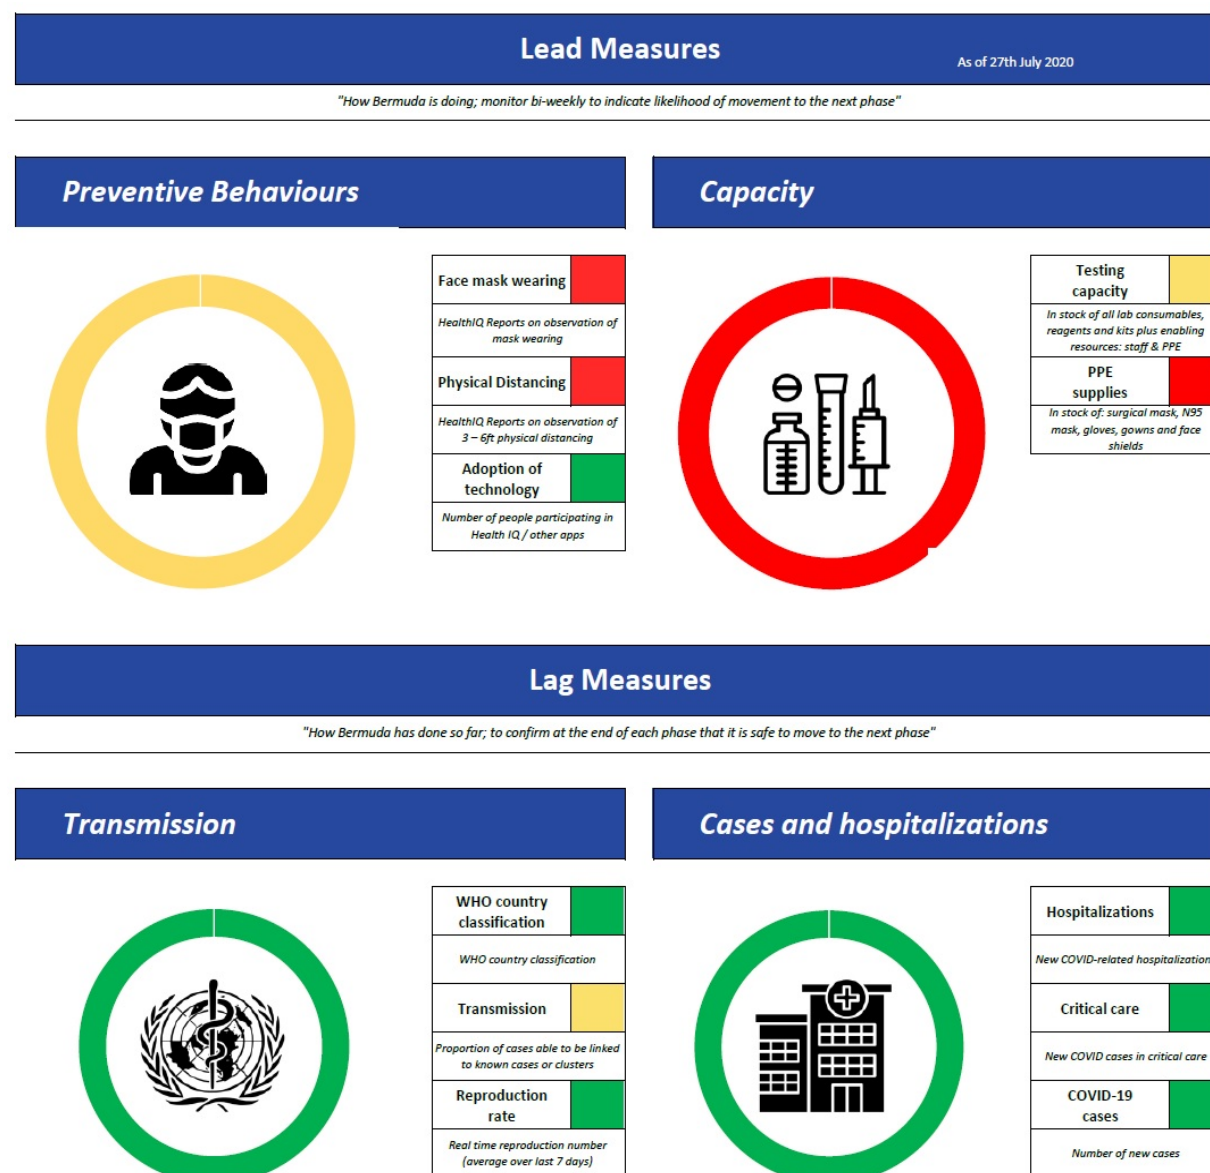 Lead Measures
As of 27th July 2020
"How Bermuda is doing; monitor bi-weekly to indicate likelihood of movement to the next phase"
Preventive Behaviours
Face mask wearing
HealthIQ Reports on observation of
mask wearing
Physical Distancing
HealthIQ Reports on observation of
3 – 6ft physical distancing
Adoption of
technology
Number of people participating in
Health IQ / other apps
Capacity
Testing
capacity
In stock of all lab consumables,
reagents and kits plus enabling
resources: staff & PPE
PPE
supplies
In stock of: surgical mask, N95
mask, gloves, gowns and face
shields
Lag Measures
"How Bermuda has done so far; to confirm at the end of each phase that it is safe to move to the next phase"
Transmission
WHO country
classification
WHO country classification
Transmission
Proportion of cases able to be linked
to known cases or clusters
Reproduction
rate
Real time reproduction number
(average over last 7 days)
Cases and hospitalizations
Hospitalizations
New COVID-related hospitalization
Critical care
New COVID cases in critical care
COVID-19
cases
Number of new cases